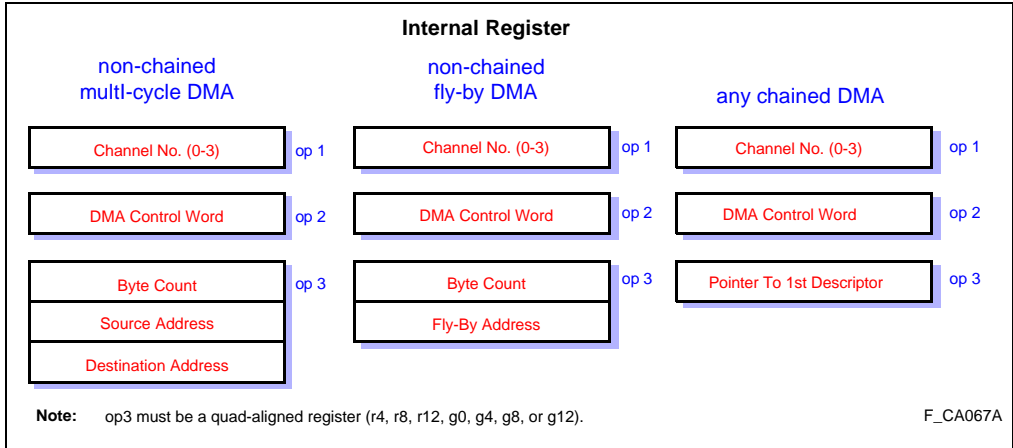 Internal Register
non-chained
multI-cycle DMA
non-chained
fly-by DMA
any chained DMA
Channel No. (0-3) op 1
Channel No. (0-3) op 1
Channel No. (0-3) op 1
DMA Control Word op 2
DMA Control Word op 2
DMA Control Word op 2
Byte Count op 3
Byte Count op 3
Pointer To 1st Descriptor op 3
Source Address
Fly-By Address
Destination Address
Note: op3 must be a quad-aligned register (r4, r8, r12, g0, g4, g8, or g12).
F_CA067A